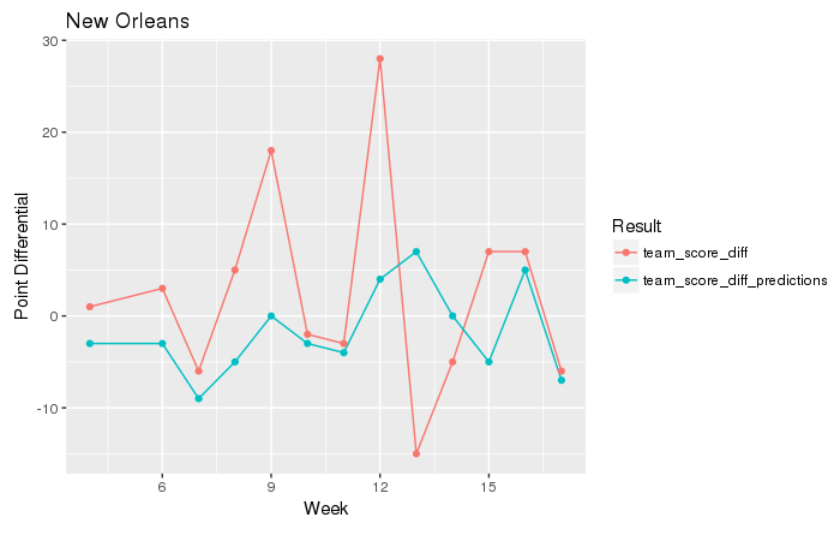 New Orleans
30
20
10
0
-10
Point Differential
6
9
12
15
Week
Result
team_score_diff
team_score_diff_predictions